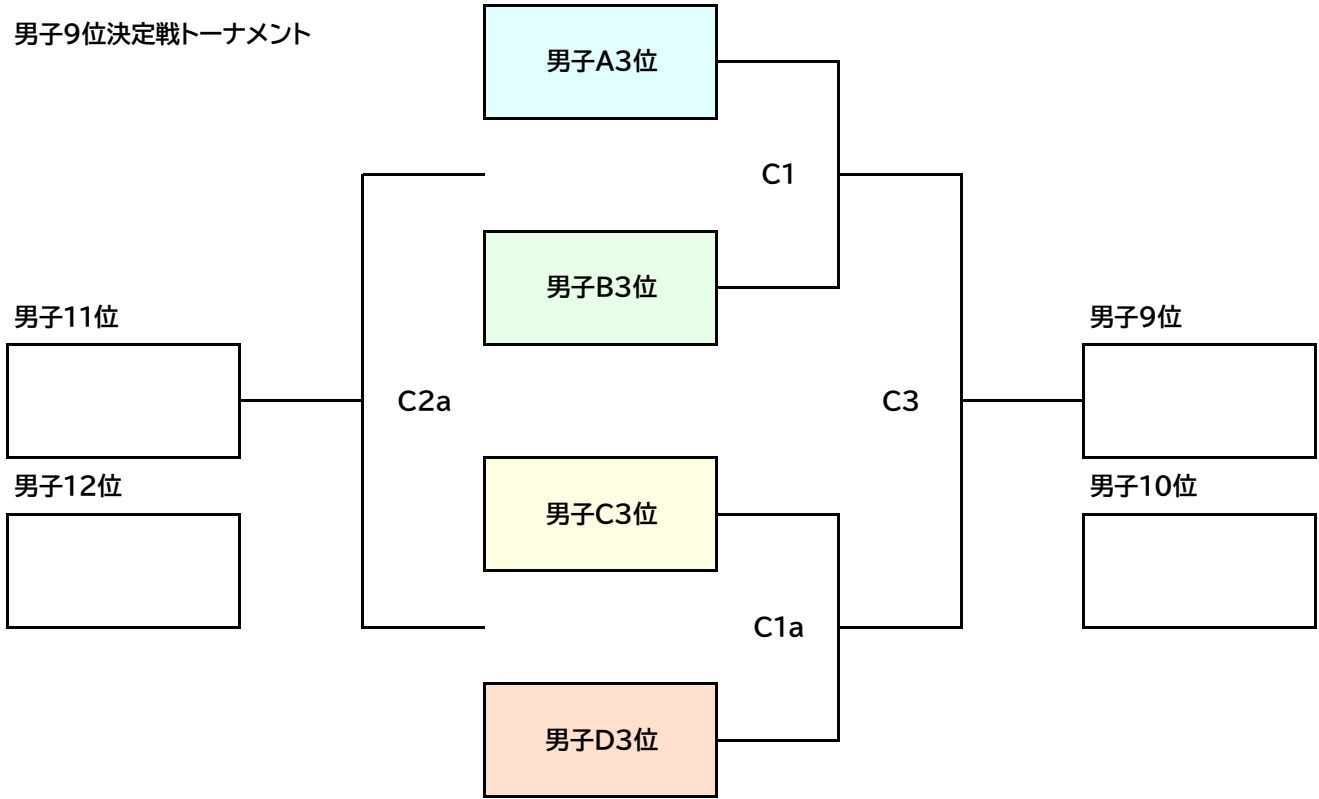 男子9位決定戦トーナメント
男子A3位
C1
男子B3位
男子11位
男子9位
C2a
C3
男子12位
男子10位
男子C3位
C1a
男子D3位